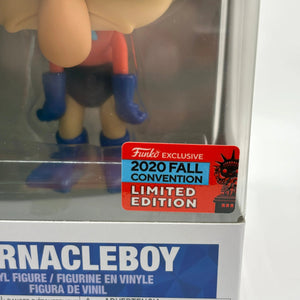 Funko EXCLUSIVE
2020 FALL
CONVENTION
LIMITED
EDITION
RNACLEBOY
YL FIGURE / FIGURINE EN VINYLE
FIGURA DE VINIL